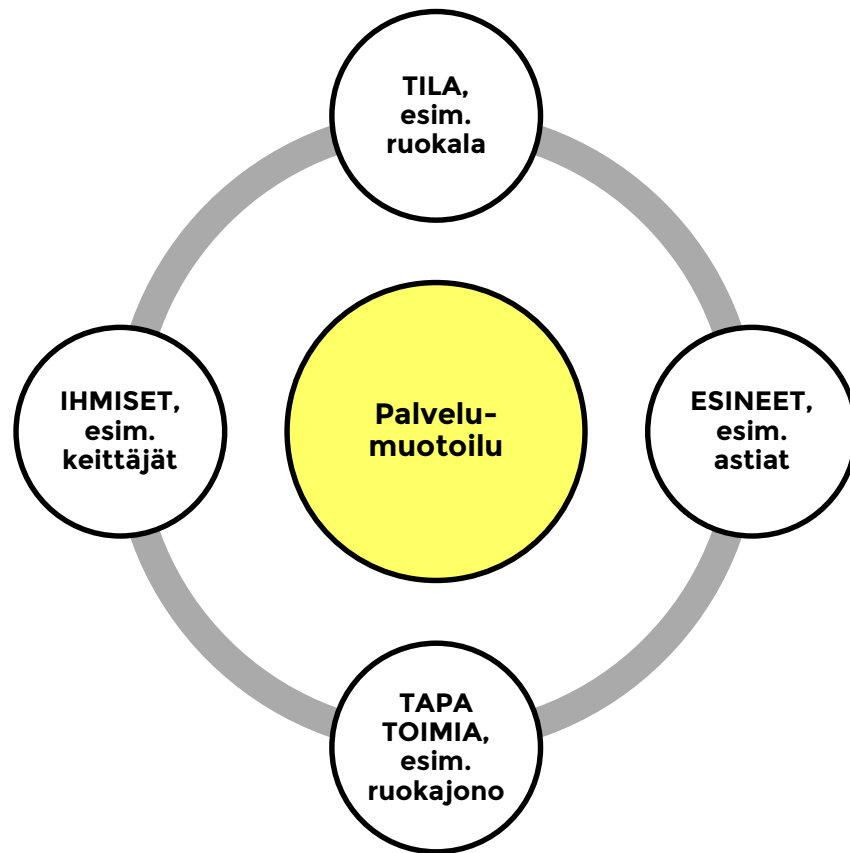 TILA,
esim.
ruokala
IHMISET,
esim.
keittäjät
Palvelu-
muotoilu
ESINEET,
esim.
astiat
TAPA
TOIMIA,
esim.
ruokajono